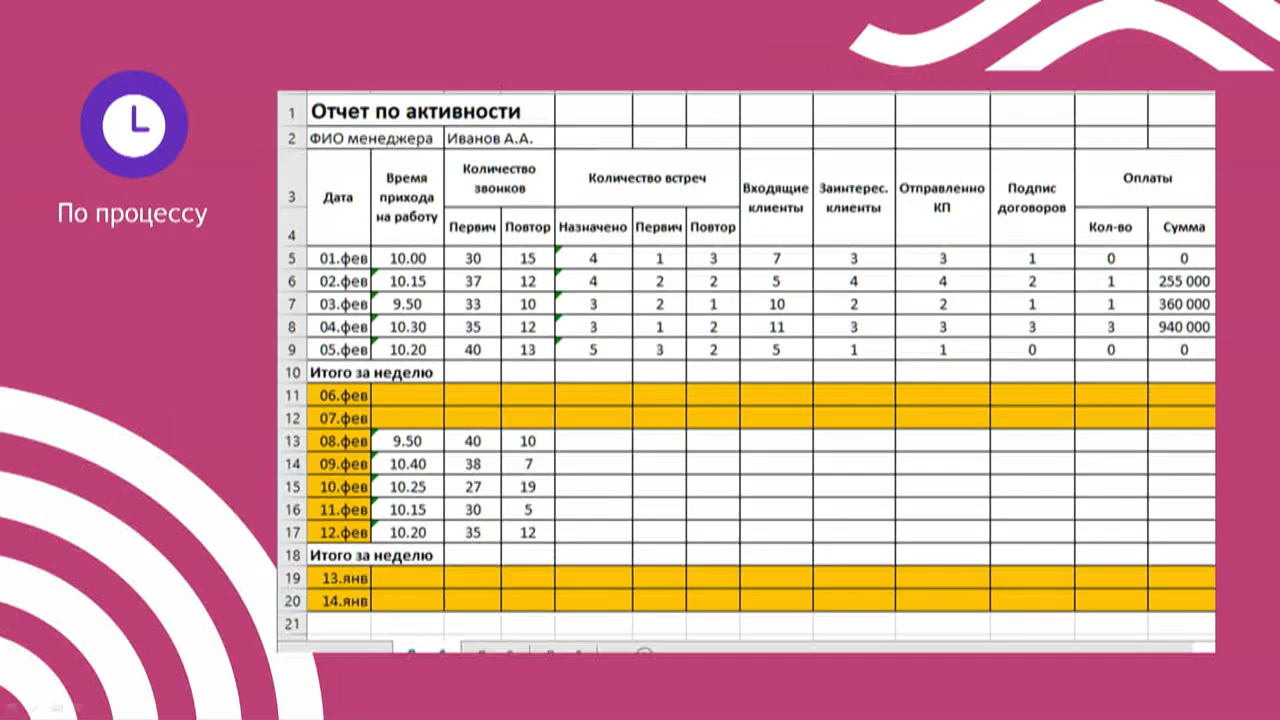 По процессу
1 Отчет по активности
2 ФИО менеджера Иванов А.А.
3 Дата Время прихода на работу Количество звонков Количество встреч Входящие клиенты Заинтерес. клиенты Отправленно КП Подпис договоров Оплаты
4 Первич Повтор Назначено Первич Повтор Кол-во Сумма
5 01.фев 10.00 30 15 4 1 3 7 3 3 1 0 0
6 02.фев 10.15 37 12 4 2 2 5 4 4 2 1 255 000
7 03.фев 9.50 33 10 3 2 1 10 2 2 1 1 360 000
8 04.фев 10.30 35 12 3 1 2 11 3 3 3 3 940 000
9 05.фев 10.20 40 13 5 3 2 5 1 1 0 0 0
10 Итого за неделю
11 06.фев
12 07.фев
13 08.фев 9.50 40 10
14 09.фев 10.40 38 7
15 10.фев 10.25 27 19
16 11.фев 10.15 30 5
17 12.фев 10.20 35 12
18 Итого за неделю
19 13.янв
20 14.янв
21